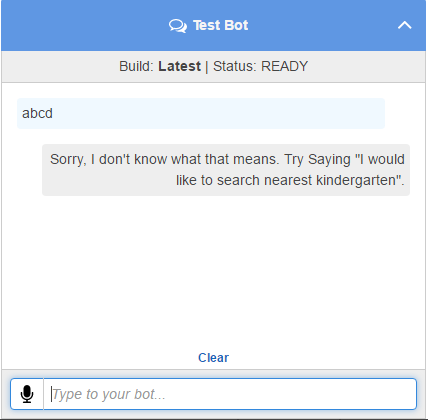 Test Bot
Build: Latest | Status: READY
abcd
Sorry, I don't know what that means. Try Saying "I would
like to search nearest kindergarten".
Clear
Type to your bot...